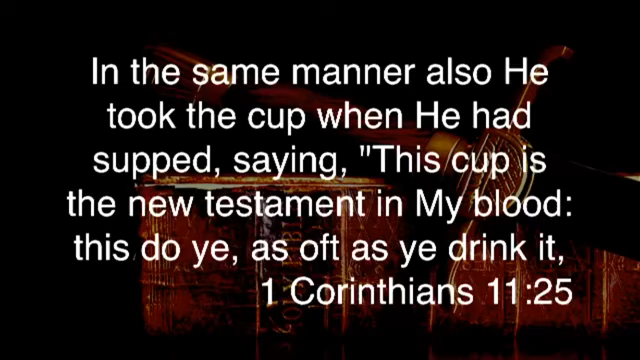 In the same manner also He
took the cup when He had
supped, saying, "This cup is
the new testament in My blood:
this do ye, as oft as ye drink it,
1 Corinthians 11:25